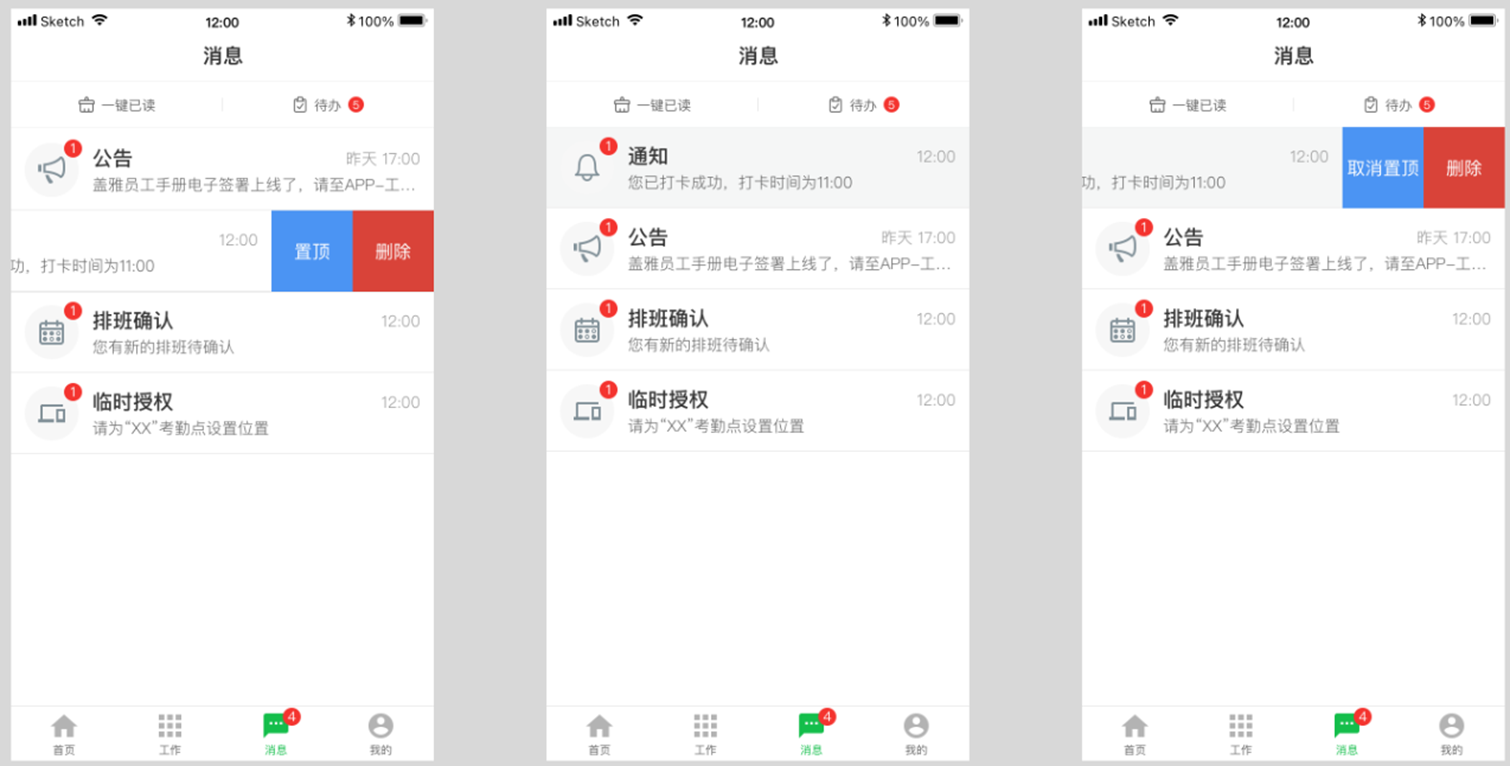 Sketch 12:00 100%
消息
一键已读 待办 5
1
公告 昨天 17:00
盖雅员工手册电子签署上线了，请至APP-工...
12:00
功，打卡时间为11:00
置顶 删除
1
排班确认 12:00
您有新的排班待确认
1
临时授权 12:00
请为“XX”考勤点设置位置
4
首页 工作 消息 我的
Sketch 12:00 100%
消息
一键已读 待办 5
1
通知 12:00
您已打卡成功，打卡时间为11:00
1
公告 昨天 17:00
盖雅员工手册电子签署上线了，请至APP-工...
1
排班确认 12:00
您有新的排班待确认
1
临时授权 12:00
请为“XX”考勤点设置位置
4
首页 工作 消息 我的
Sketch 12:00 100%
消息
一键已读 待办 5
12:00
功，打卡时间为11:00
取消置顶 删除
1
公告 昨天 17:00
盖雅员工手册电子签署上线了，请至APP-工...
1
排班确认 12:00
您有新的排班待确认
1
临时授权 12:00
请为“XX”考勤点设置位置
4
首页 工作 消息 我的